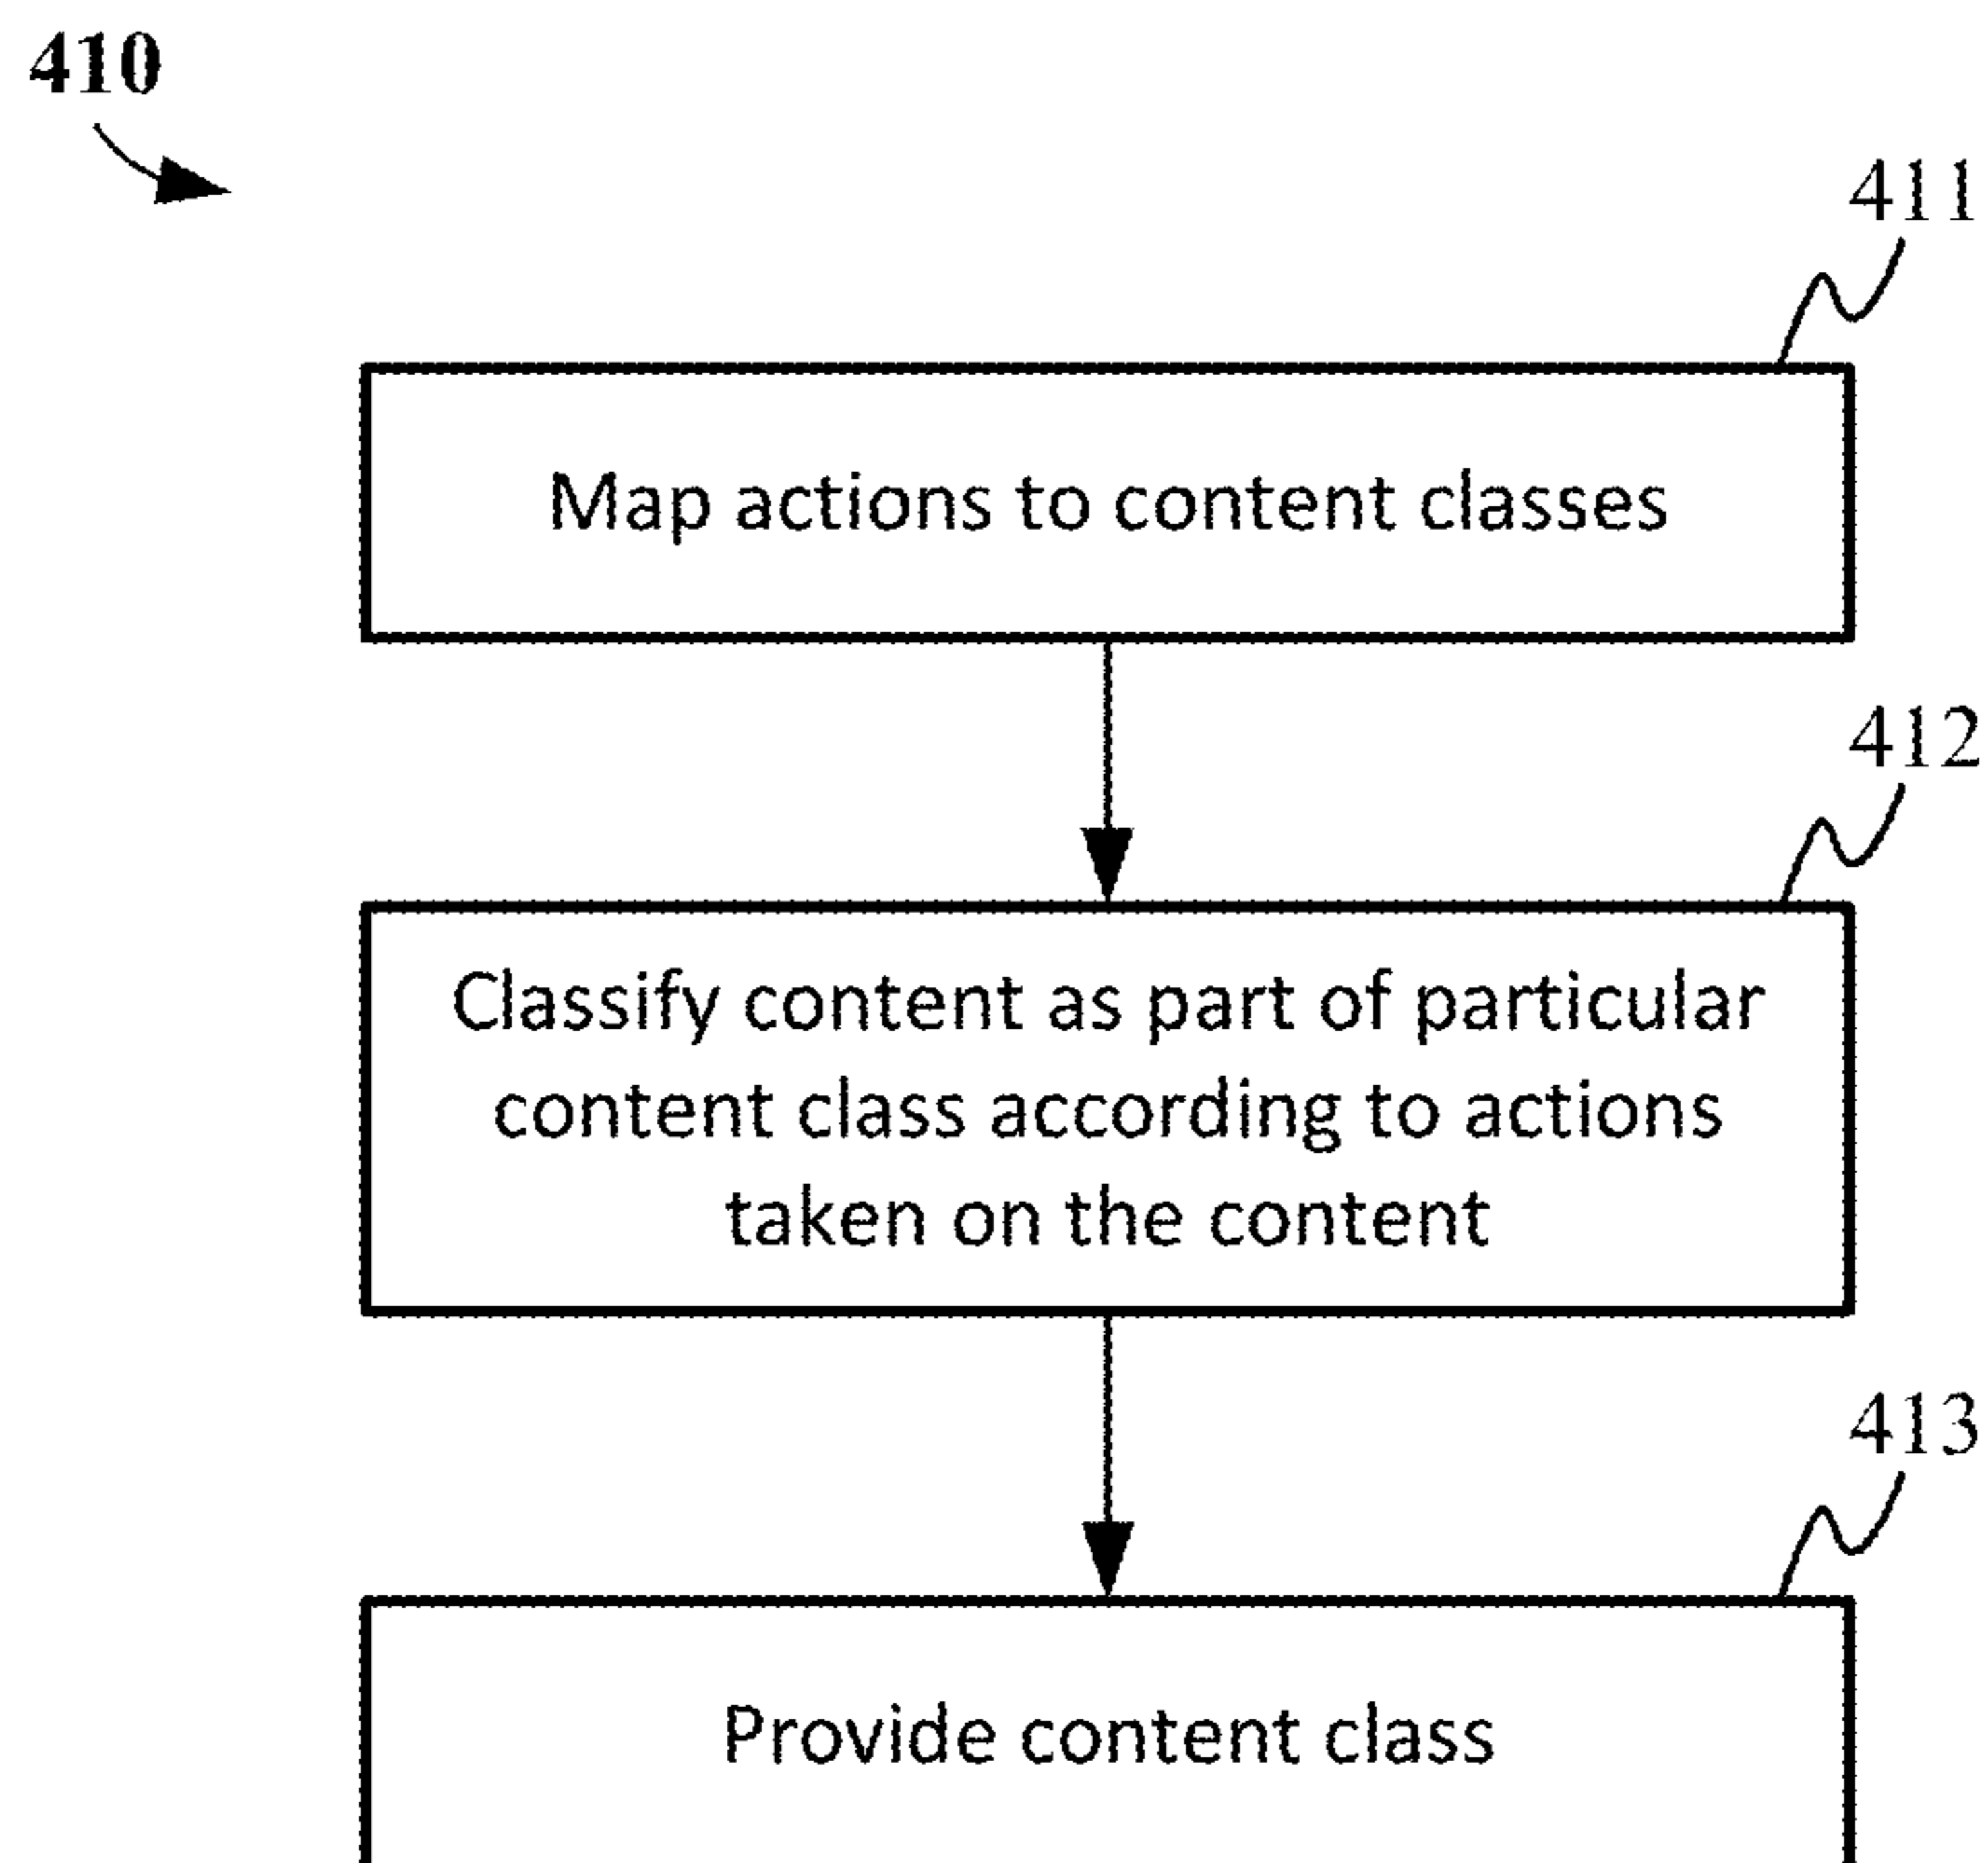 410
411
Map actions to content classes
412
Classify content as part of particular
content class according to actions
taken on the content
413
Provide content class